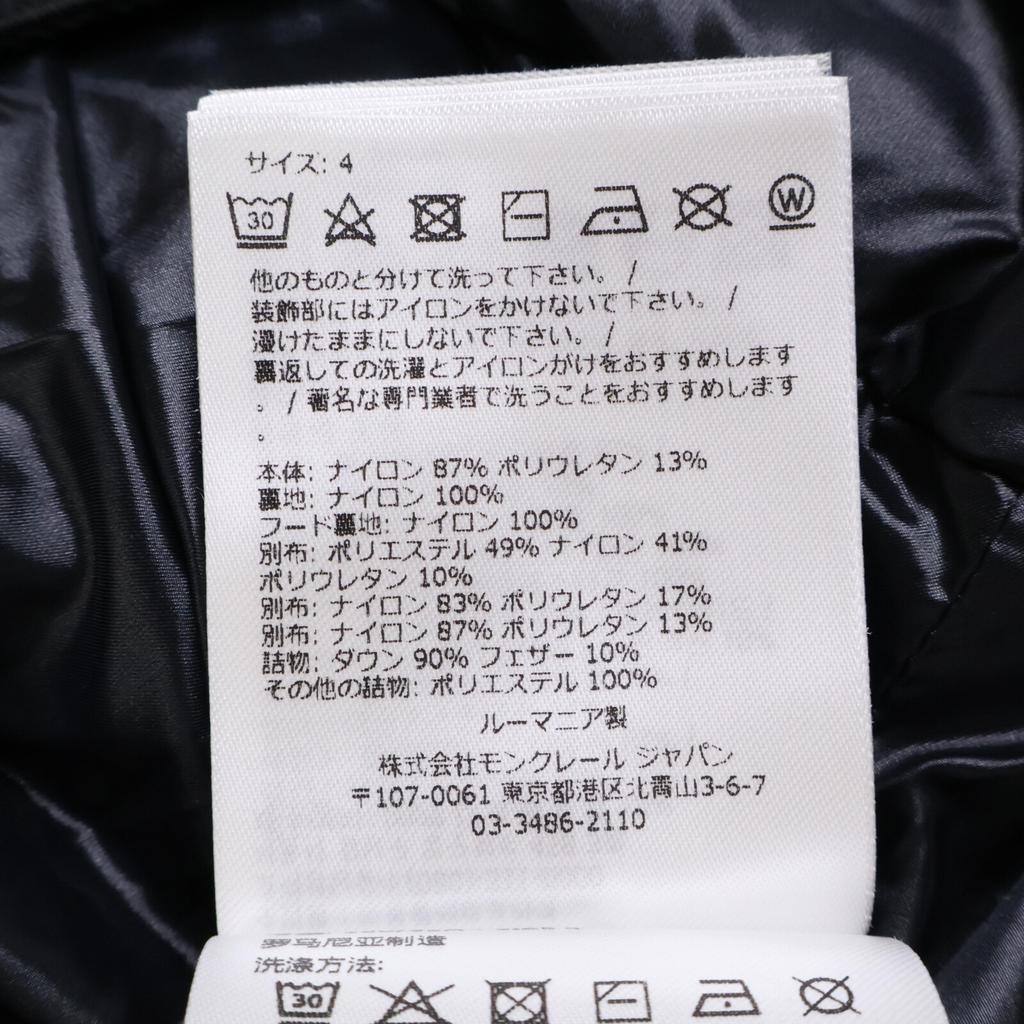 サイズ: 4
30
W
他のものと分けて洗って下さい。 /
装飾部にはアイロンをかけないで下さい。 /
漬けたままにしないで下さい。 /
裏返しての洗濯とアイロンがけをおすすめします
。 / 著名な専門業者で洗うことをおすすめします
。
本体: ナイロン 87% ポリウレタン 13%
裏地: ナイロン 100%
フード裏地: ナイロン 100%
別布: ポリエステル 49% ナイロン 41%
ポリウレタン 10%
別布: ナイロン 83% ポリウレタン 17%
別布: ナイロン 87% ポリウレタン 13%
詰物: ダウン 90% フェザー 10%
その他の詰物: ポリエステル 100%
ルーマニア製
株式会社モンクレール ジャパン
〒107-0061 東京都港区北青山3-6-7
03-3486-2110
罗马尼亚制造
洗涤方法:
30